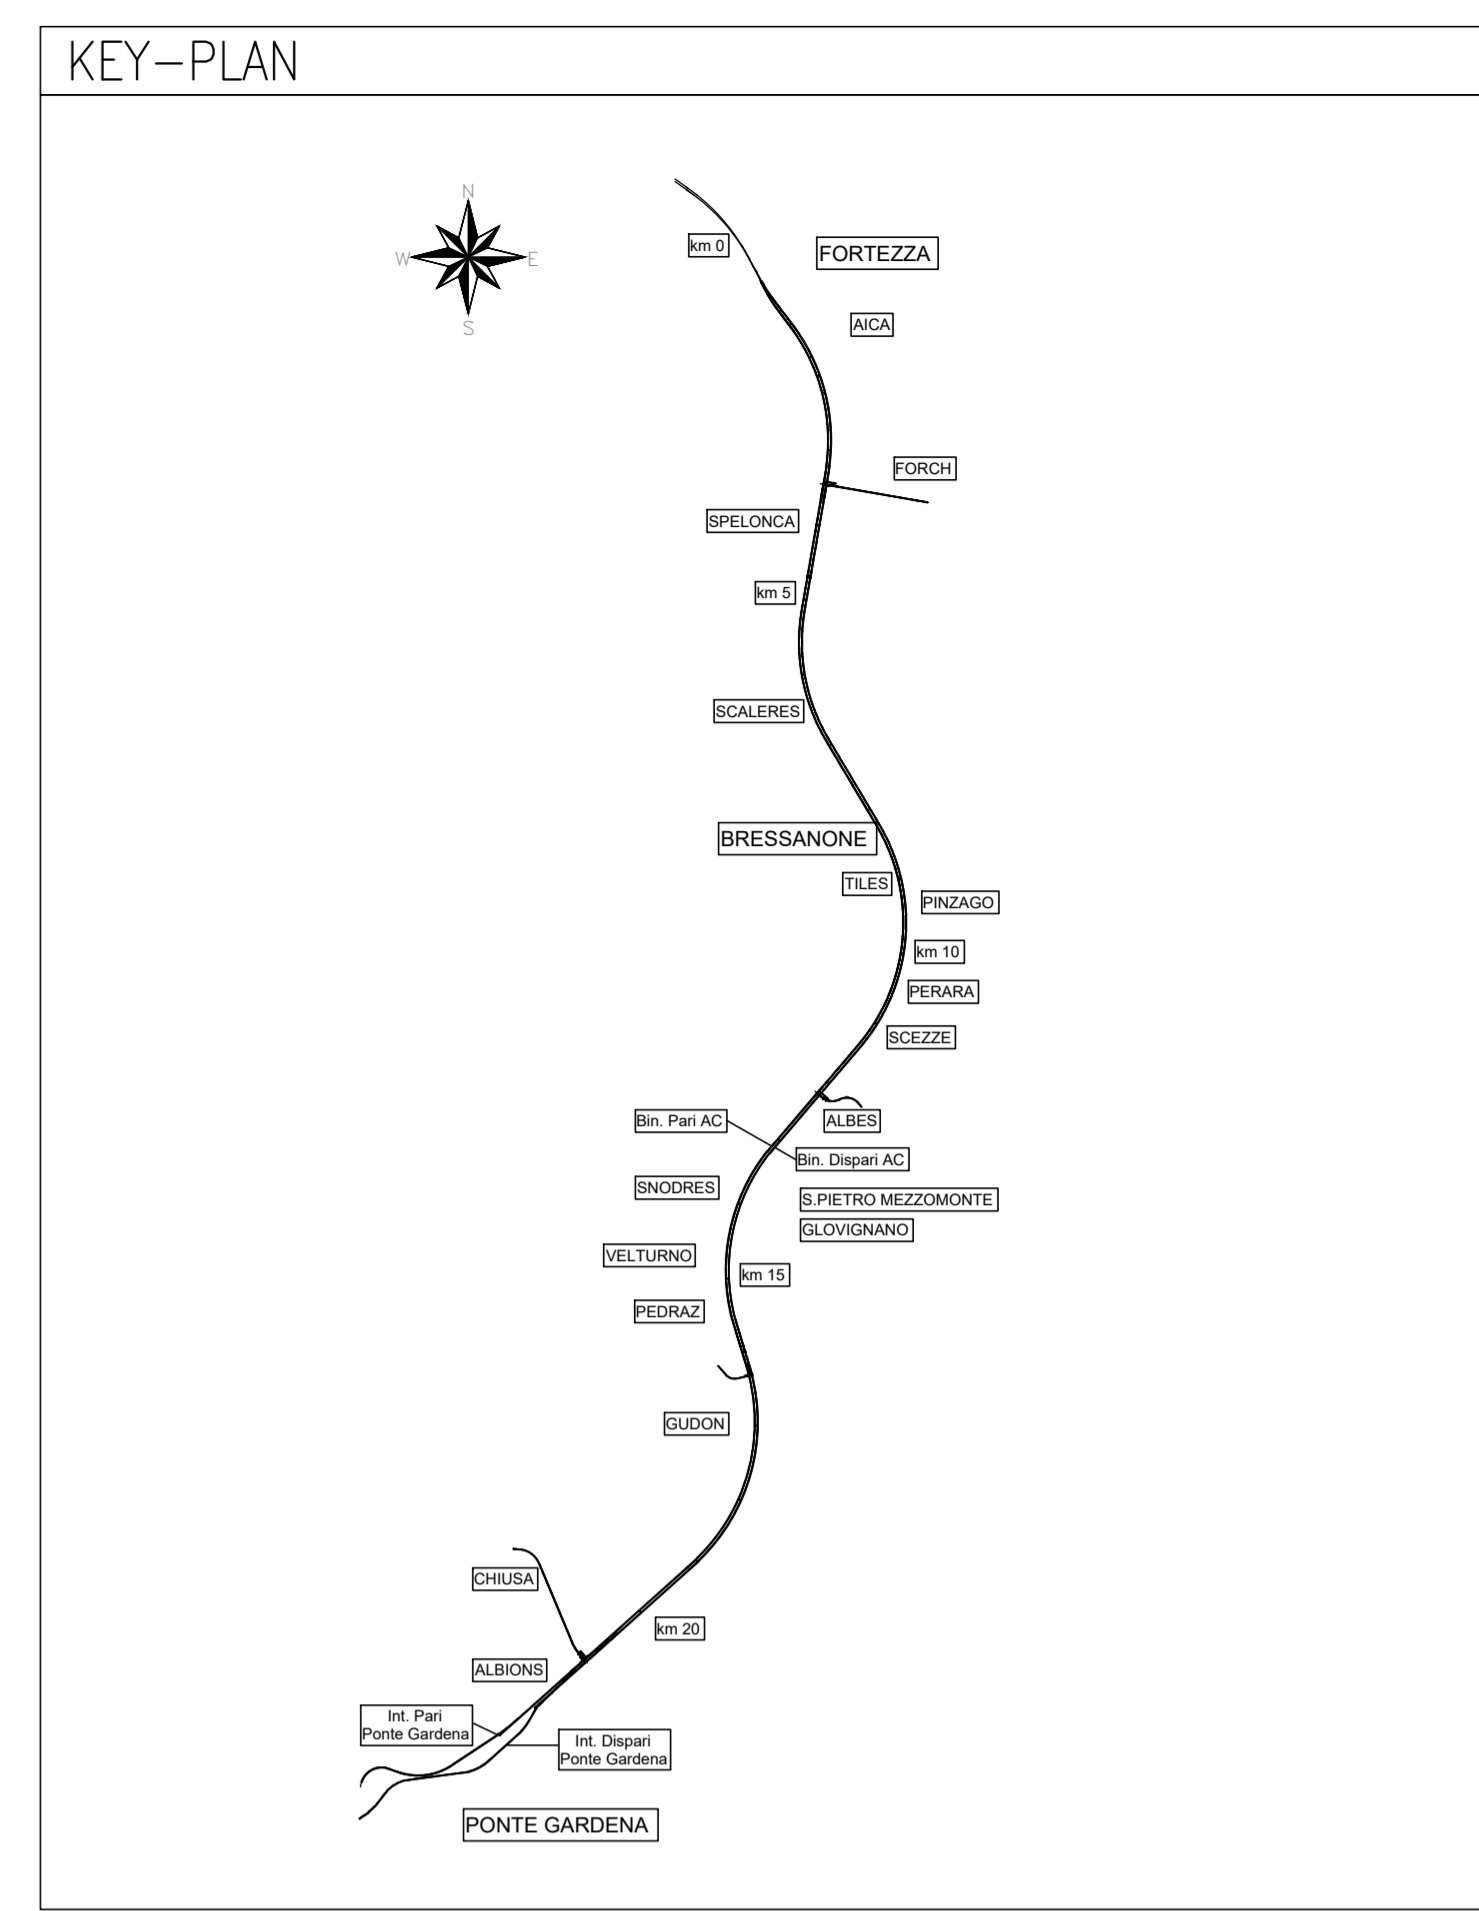 KEY-PLAN
N
W
E
S
km 0
FORTEZZA
AICA
FORCH
SPELONCA
km 5
SCALERES
BRESSANONE
TILES
PINZAGO
km 10
PERARA
SCEZZE
Bin. Pari AC
ALBES
Bin. Dispari AC
SNODRES
S.PIETRO MEZZOMONTE
GLOVIGNANO
VELTURNO
km 15
PEDRAZ
GUDON
CHIUSA
km 20
ALBIONS
Int. Pari
Ponte Gardena
Int. Dispari
Ponte Gardena
PONTE GARDENA